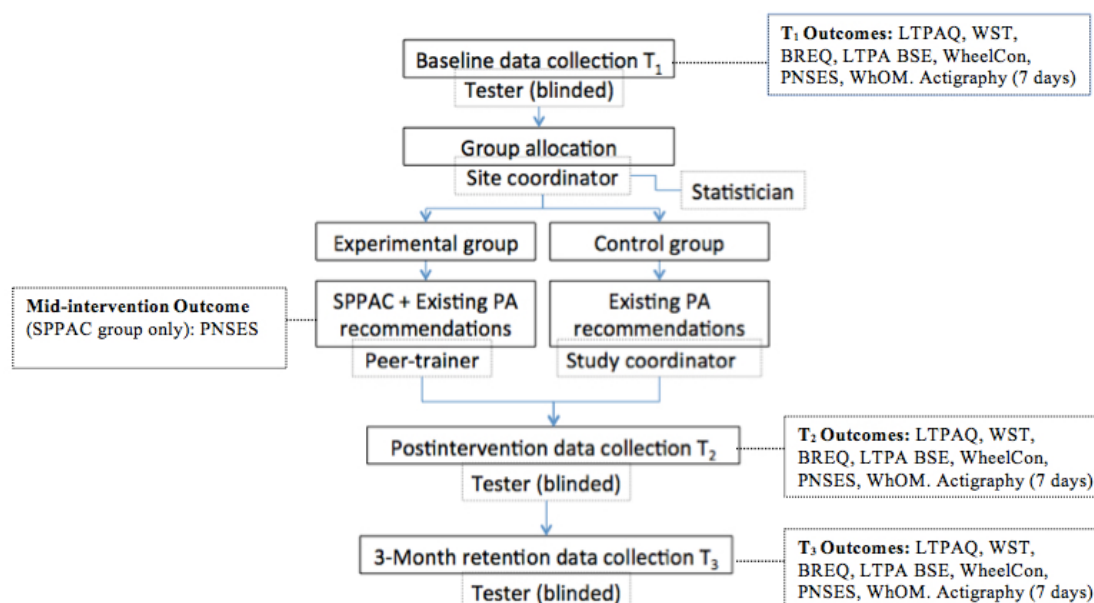 Baseline data collection T₁
Tester (blinded)
T₁ Outcomes: LTPAQ, WST,
BREQ, LTPA BSE, WheelCon,
PNSES, WhOM. Actigraphy (7 days)
Group allocation
Site coordinator
Statistician
Experimental group
Control group
Mid-intervention Outcome
(SPPAC group only): PNSES
SPPAC + Existing PA
recommendations
Peer-trainer
Existing PA
recommendations
Study coordinator
Postintervention data collection T₂
Tester (blinded)
T₂ Outcomes: LTPAQ, WST,
BREQ, LTPA BSE, WheelCon,
PNSES, WhOM. Actigraphy (7 days)
3-Month retention data collection T₃
Tester (blinded)
T₃ Outcomes: LTPAQ, WST,
BREQ, LTPA BSE, WheelCon,
PNSES, WhOM. Actigraphy (7 days)